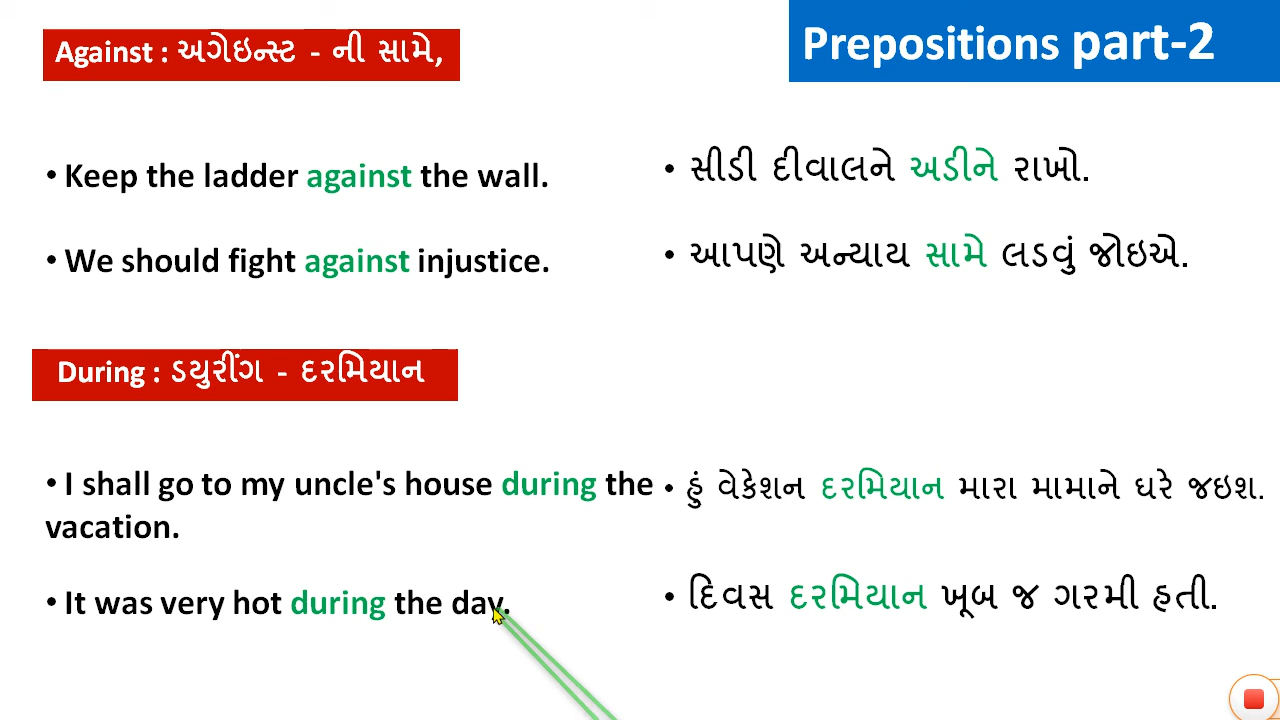 Prepositions part-2
Against : અગેઇન્સ્ટ - ની સામે,
• Keep the ladder against the wall.
• સીડી દીવાલને અડીને રાખો.
• We should fight against injustice.
• આપણે અન્યાય સામે લડવું જોઇએ.
During : ડયુરીંગ - દરમિયાન
• I shall go to my uncle's house during the
vacation.
• હું વેકેશન દરમિયાન મારા મામાને ઘરે જઇશ.
• It was very hot during the day.
• દિવસ દરમિયાન ખૂબ જ ગરમી હતી.